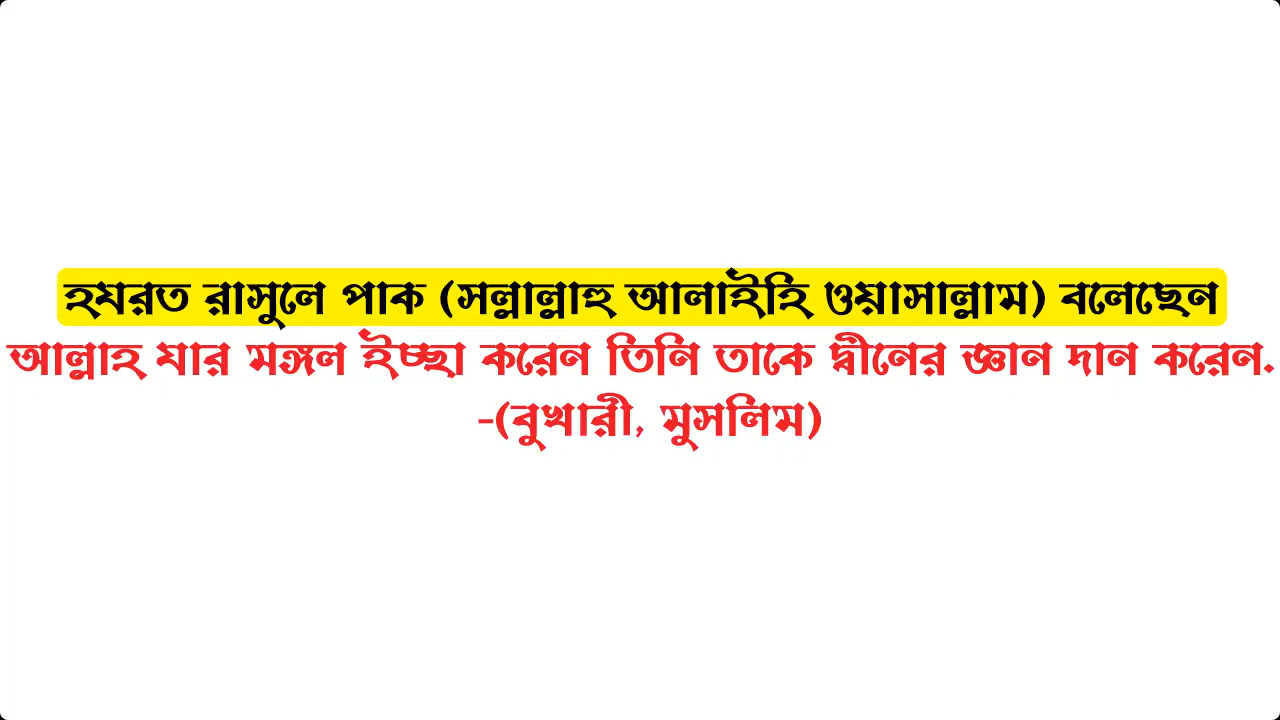 হযরত রাসুলে পাক (সল্লাল্লাহু আলাইহি ওয়াসাল্লাম) বলেছেন
আল্লাহ যার মঙ্গল ইচ্ছা করেন তিনি তাকে দ্বীনের জ্ঞান দান করেন.
-(বুখারী, মুসলিম)